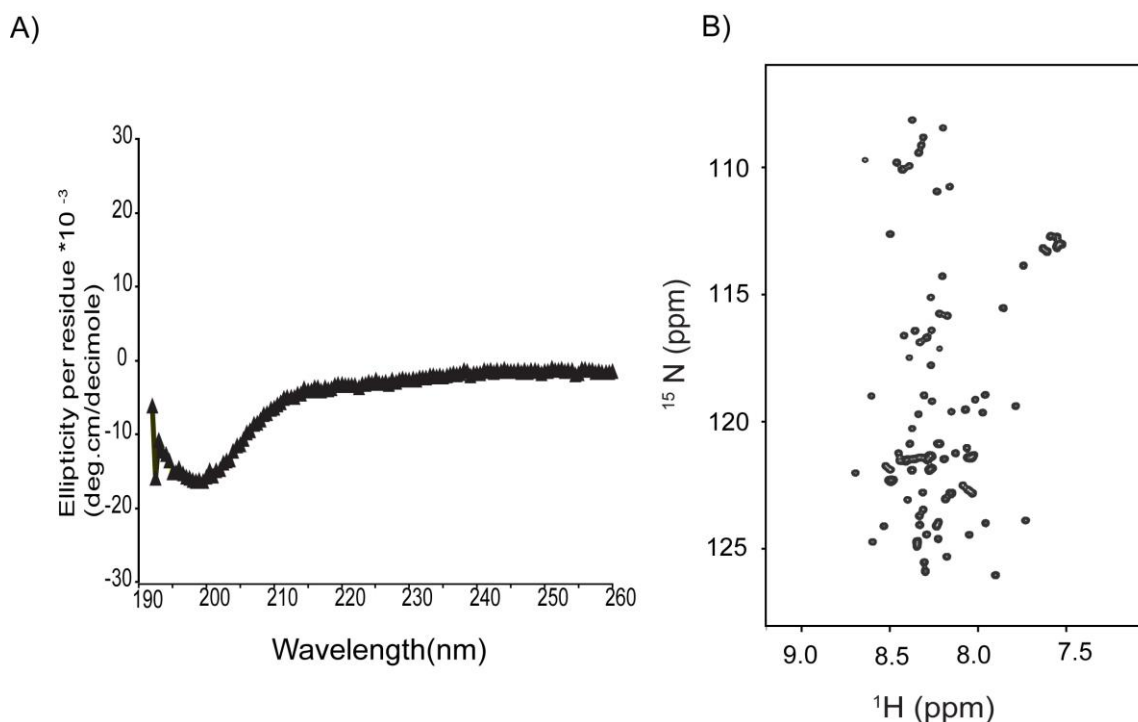 A)
B)
Ellipticity per residue *10 -3
(deg.cm/decimole)
30
20
10
0
-10
-20
-30
190 200 210 220 230 240 250 260
Wavelength(nm)
15 N (ppm)
110
115
120
125
9.0 8.5 8.0 7.5
1H (ppm)